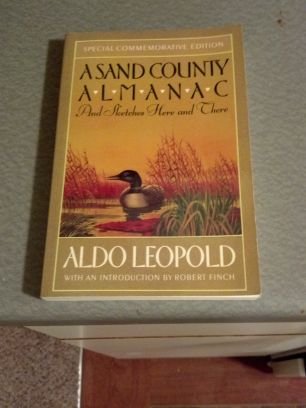 SPECIAL COMMEMORATIVE EDITION
A SAND COUNTY
A•L•M•A•N•A•C
And Sketches Here and There
ALDO LEOPOLD
WITH AN INTRODUCTION BY ROBERT FINCH